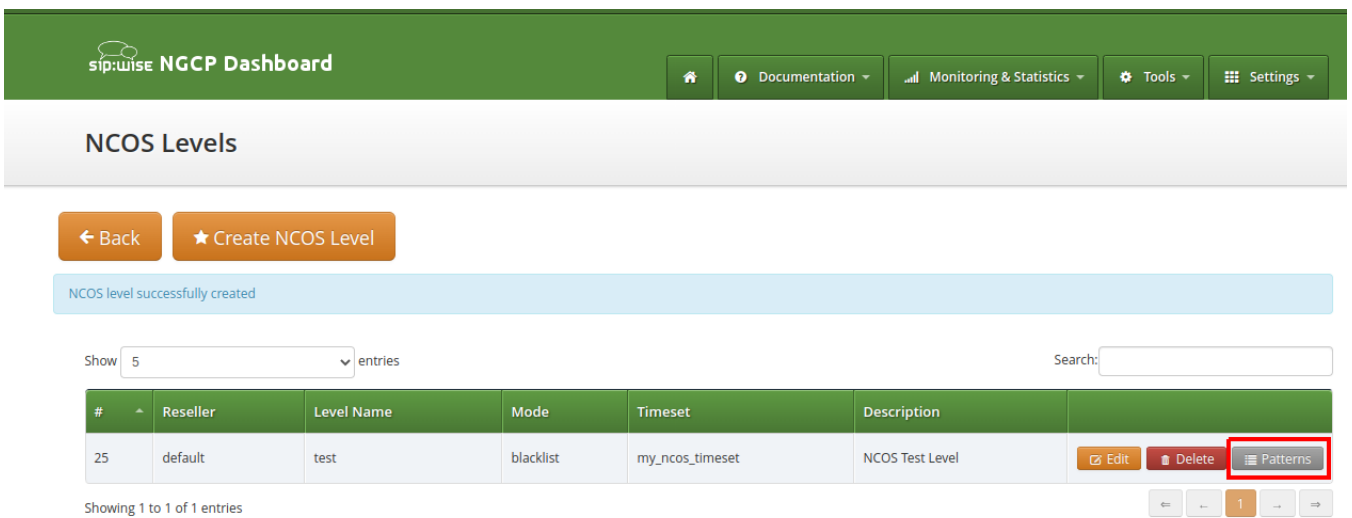 sip:wise NGCP Dashboard
Documentation
Monitoring & Statistics
Tools
Settings
NCOS Levels
Back
Create NCOS Level
NCOS level successfully created
Show 5 entries
Search:
# Reseller Level Name Mode Timeset Description
25 default test blacklist my_ncos_timeset NCOS Test Level Edit Delete Patterns
Showing 1 to 1 of 1 entries
⇐ ← 1 → ⇒